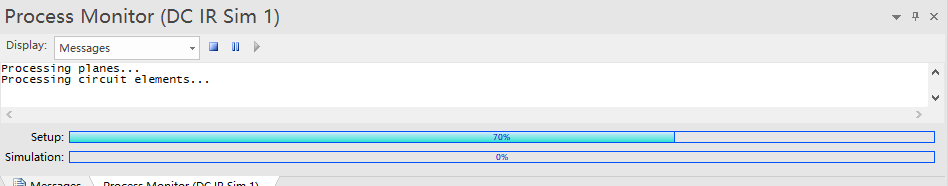 Process Monitor (DC IR Sim 1)
Display: Messages
Processing planes...
Processing circuit elements...
Setup: 70%
Simulation: 0%
Messages Process Monitor (DC IR Sim 1)